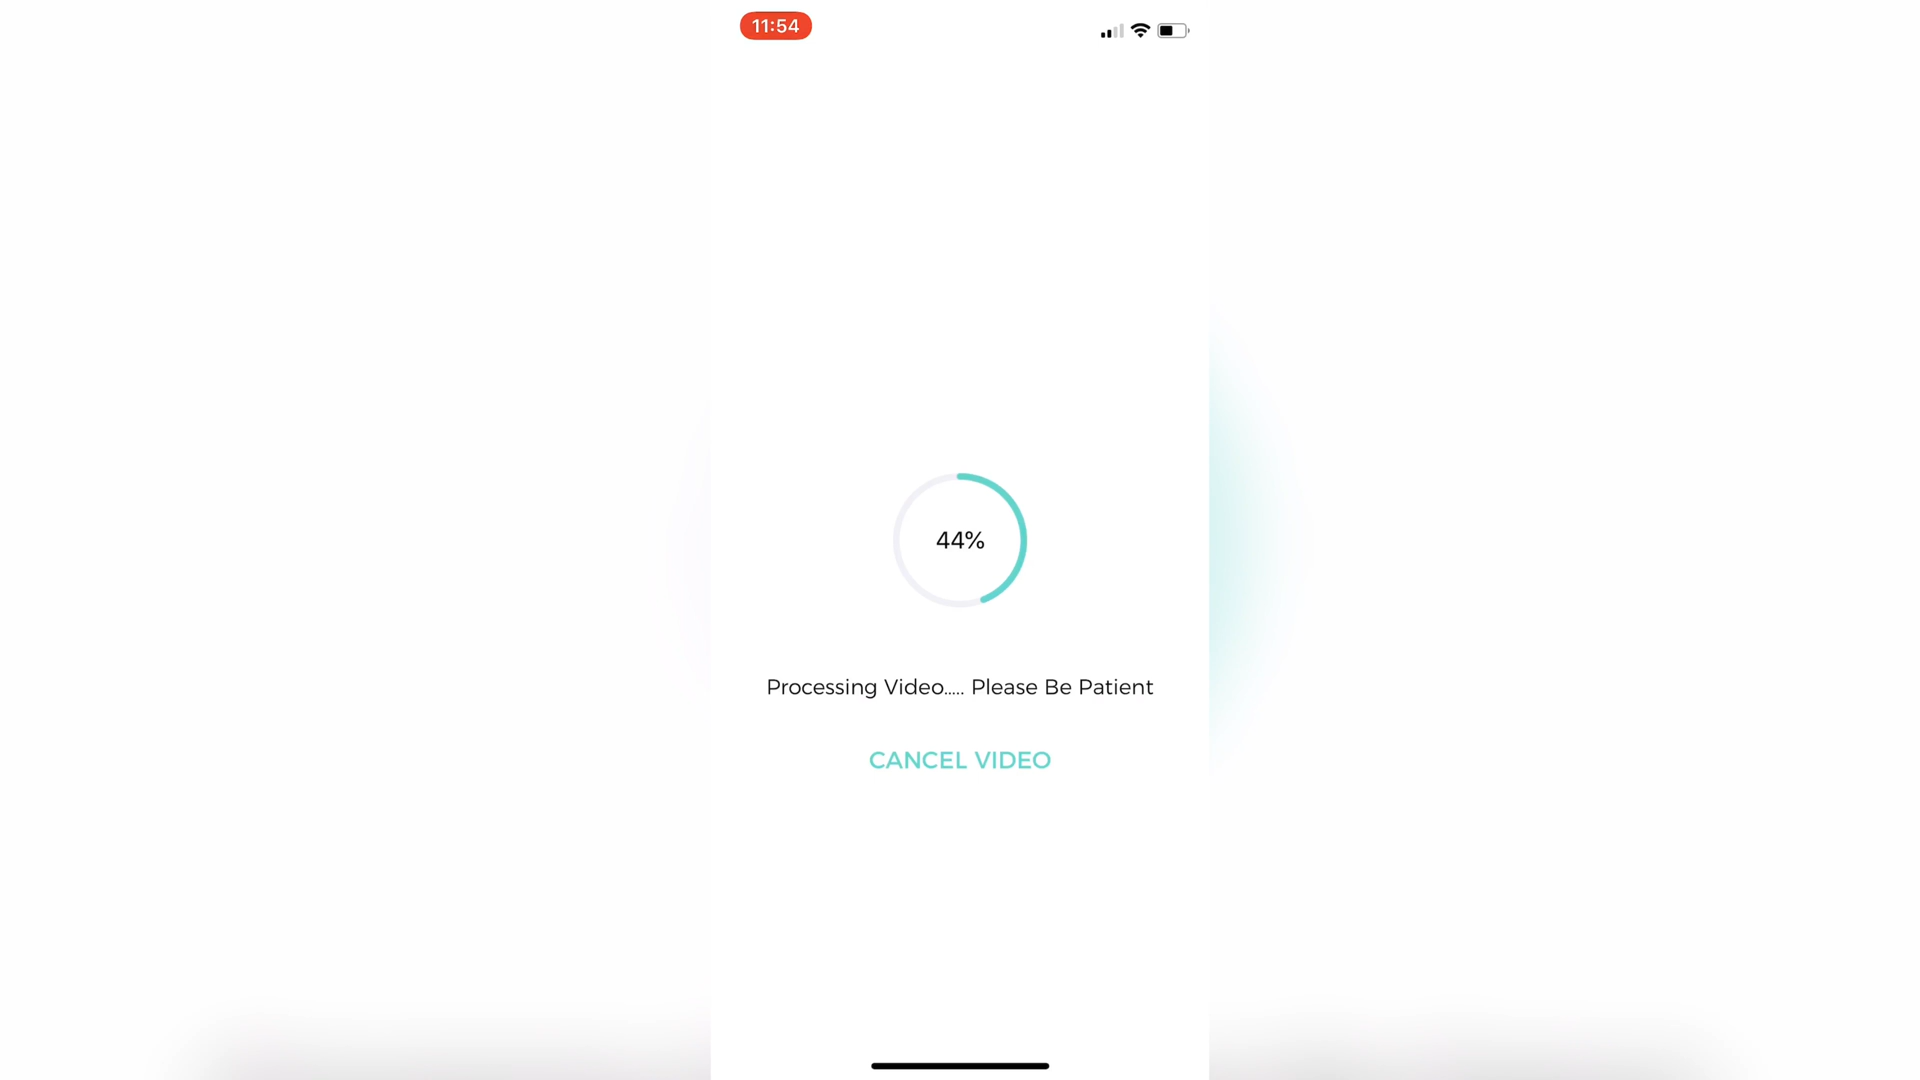 11:54
44%
Processing Video..... Please Be Patient
CANCEL VIDEO